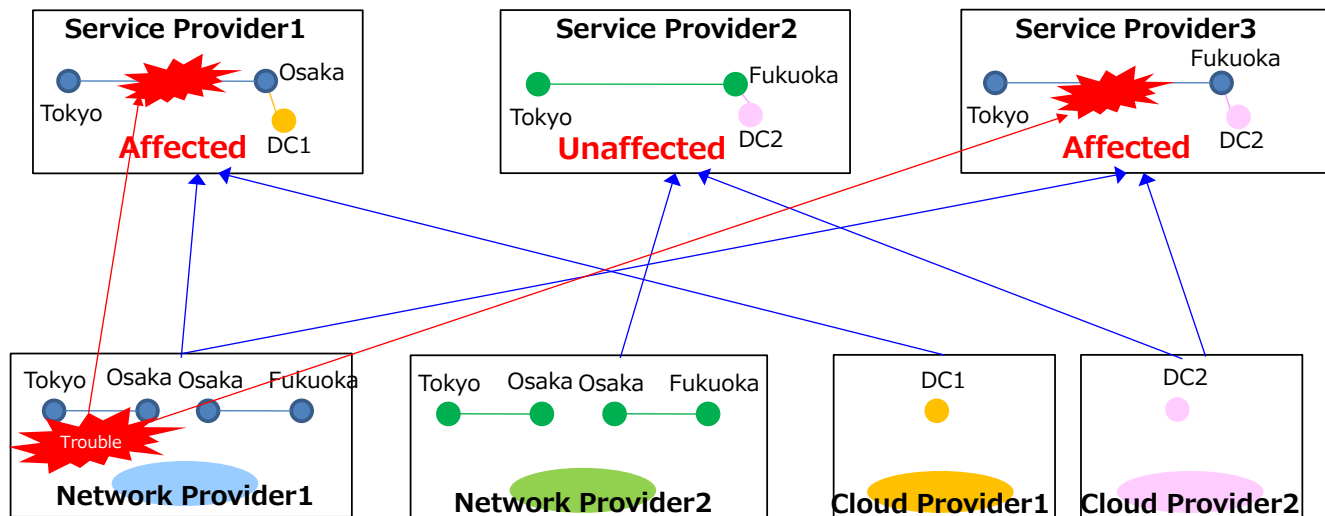 Service Provider1
Osaka
Tokyo
DC1
Affected
Service Provider2
Fukuoka
Tokyo
DC2
Unaffected
Service Provider3
Fukuoka
Tokyo
DC2
Affected
Tokyo Osaka Osaka Fukuoka
Trouble
Network Provider1
Tokyo Osaka Osaka Fukuoka
Network Provider2
DC1
Cloud Provider1
DC2
Cloud Provider2